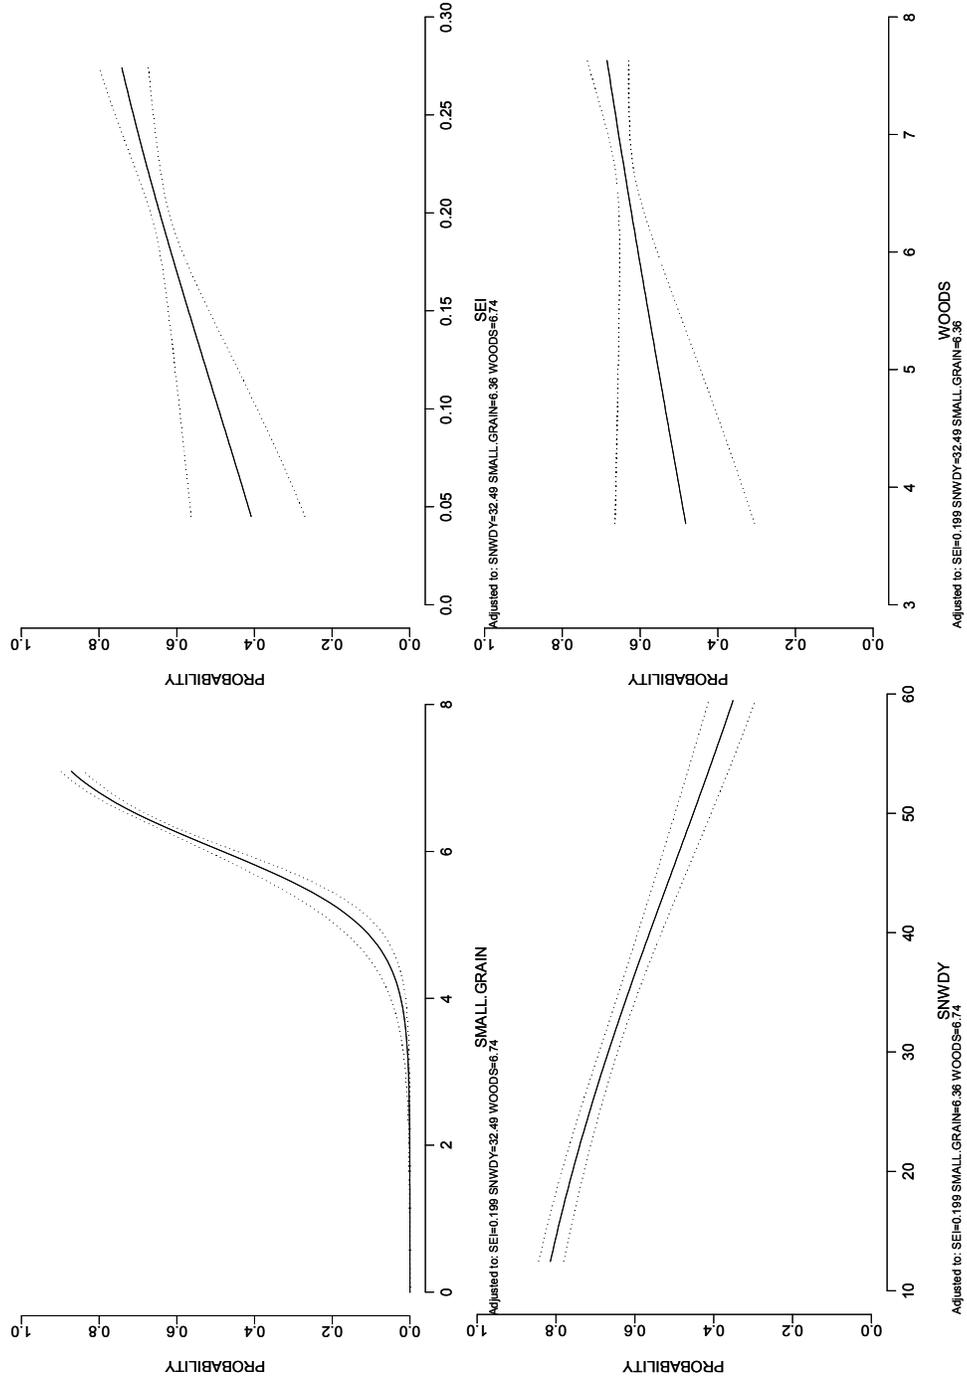 PROBABILITY
1.0
0.8
0.6
0.4
0.2
0.0
0 2 4 6 8
SMALL.GRAIN
Adjusted to: SEI=0.199 SNWDY=32.49 WOODS=6.74
PROBABILITY
1.0
0.8
0.6
0.4
0.2
0.0
0.0 0.05 0.10 0.15 0.20 0.25 0.30
SEI
Adjusted to: SNWDY=32.49 SMALL.GRAIN=6.36 WOODS=6.74
PROBABILITY
1.0
0.8
0.6
0.4
0.2
0.0
10 20 30 40 50 60
SNWDY
Adjusted to: SEI=0.199 SMALL.GRAIN=6.36 WOODS=6.74
PROBABILITY
1.0
0.8
0.6
0.4
0.2
0.0
3 4 5 6 7 8
WOODS
Adjusted to: SEI=0.199 SNWDY=32.49 SMALL.GRAIN=6.36